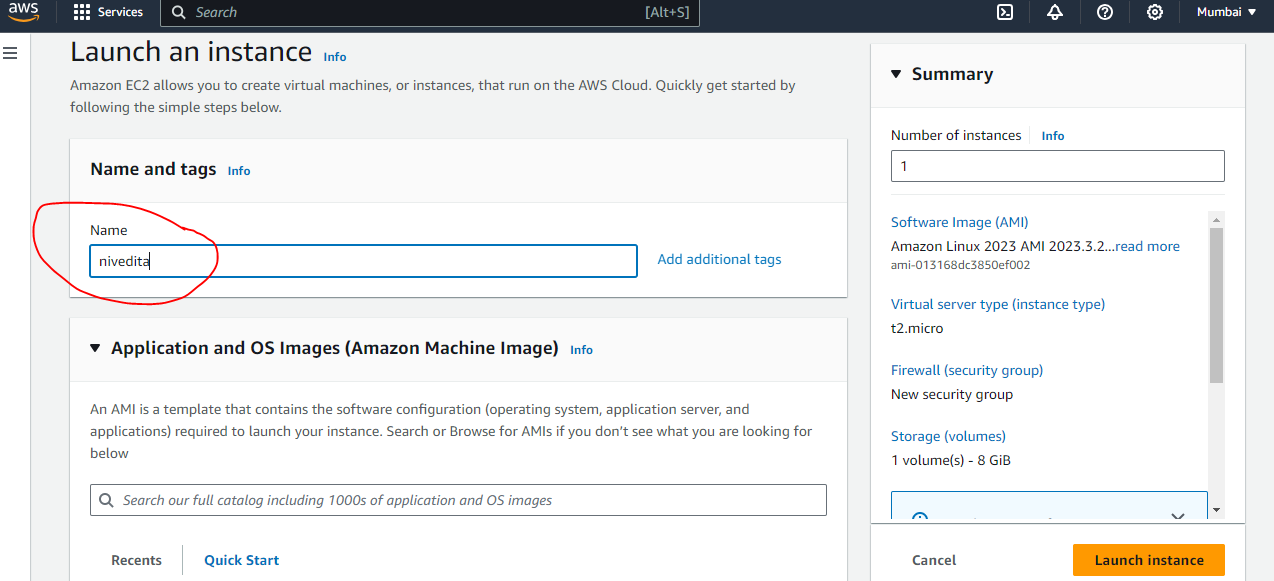 aws Services Search [Alt+S] Mumbai
Launch an instance Info
Amazon EC2 allows you to create virtual machines, or instances, that run on the AWS Cloud. Quickly get started by
following the simple steps below.
Name and tags Info
Name
nivedita
Add additional tags
Application and OS Images (Amazon Machine Image) Info
An AMI is a template that contains the software configuration (operating system, application server, and
applications) required to launch your instance. Search or Browse for AMIs if you don't see what you are looking for
below
Search our full catalog including 1000s of application and OS images
Recents Quick Start
Summary
Number of instances Info
1
Software Image (AMI)
Amazon Linux 2023 AMI 2023.3.2...read more
ami-013168dc3850ef002
Virtual server type (instance type)
t2.micro
Firewall (security group)
New security group
Storage (volumes)
1 volume(s) - 8 GiB
Cancel Launch instance